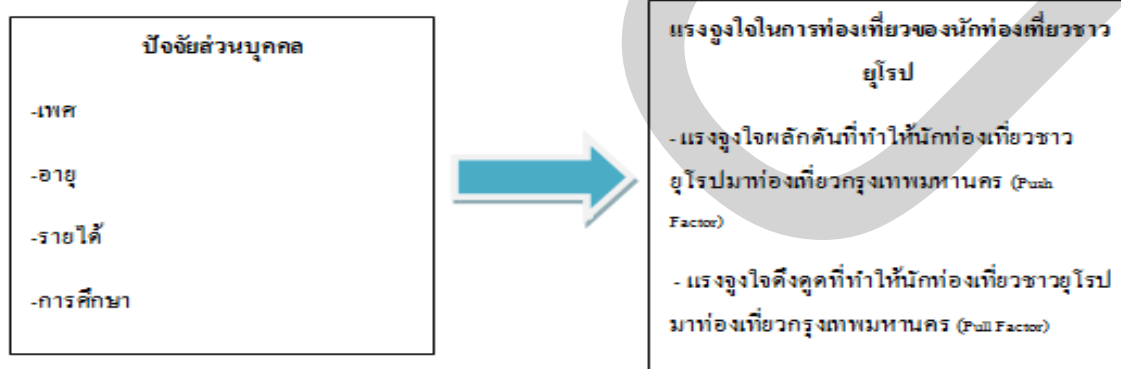 ปัจจัยส่วนบุคคล
-เพศ
-อายุ
-รายได้
-การศึกษา
แรงจูงใจในการท่องเที่ยวของนักท่องเที่ยวชาว
ยุโรป
- แรงจูงใจผลักดันที่ทำให้นักท่องเที่ยวชาว
ยุโรปมาท่องเที่ยวกรุงเทพมหานคร (Push
Factor)
- แรงจูงใจดึงดูดที่ทำให้นักท่องเที่ยวชาวยุโรป
มาท่องเที่ยวกรุงเทพมหานคร (Pull Factor)